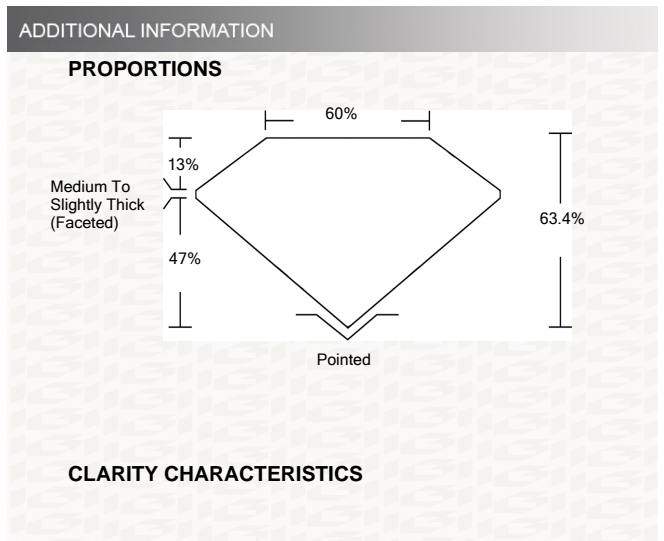 ADDITIONAL INFORMATION
PROPORTIONS
60%
13%
Medium To
Slightly Thick
(Faceted)
63.4%
47%
Pointed
CLARITY CHARACTERISTICS